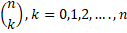 (n k), k = 0,1,2, … . , n